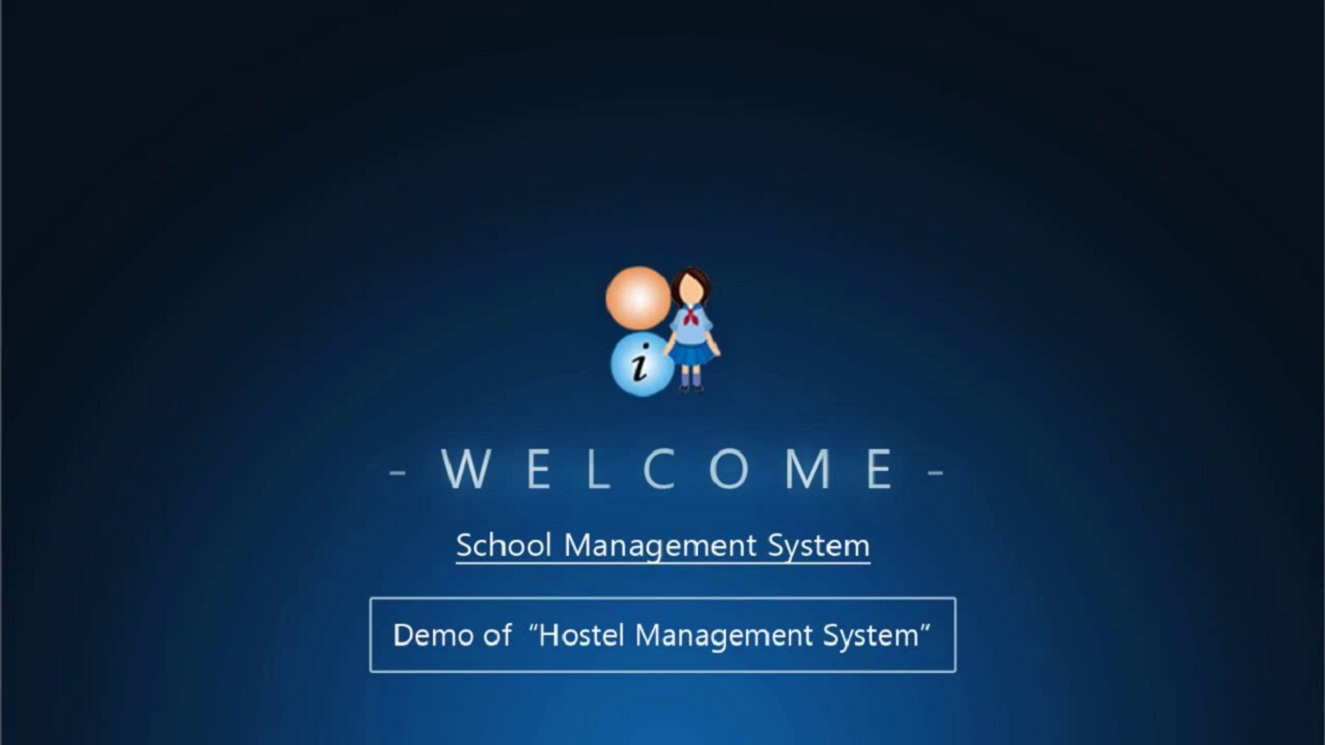 i
- W E L C O M E -
School Management System
Demo of “Hostel Management System”